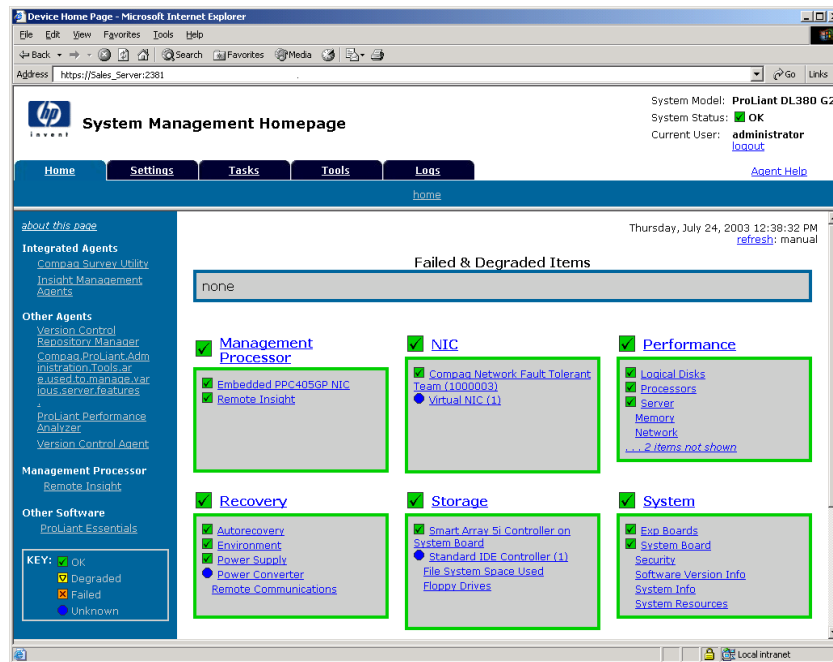 Device Home Page - Microsoft Internet Explorer
File Edit View Favorites Tools Help
Back Search Favorites Media
Address https://Sales_Server:2381 Go Links
hp
invent
System Management Homepage
System Model: ProLiant DL380 G2
System Status: OK
Current User: administrator
logout
Home Settings Tasks Tools Logs Agent Help
home
about this page
Integrated Agents
Compaq Survey Utility
Insight Management
Agents
Other Agents
Version Control
Repository Manager
Compaq.ProLiant.Adm
inistration.Tools.ar
e.used.to.manage.var
ious.server.features
.
ProLiant Performance
Analyzer
Version Control Agent
Management Processor
Remote Insight
Other Software
ProLiant Essentials
KEY: OK
Degraded
Failed
Unknown
Thursday, July 24, 2003 12:38:32 PM
refresh: manual
Failed & Degraded Items
none
Management
Processor
Embedded PPC405GP NIC
Remote Insight
NIC
Compaq Network Fault Tolerant
Team (1000003)
Virtual NIC (1)
Performance
Logical Disks
Processors
Server
Memory
Network
. . . 2 items not shown
Recovery
Autorecovery
Environment
Power Supply
Power Converter
Remote Communications
Storage
Smart Array 5i Controller on
System Board
Standard IDE Controller (1)
File System Space Used
Floppy Drives
System
Exp Boards
System Board
Security
Software Version Info
System Info
System Resources
Local intranet